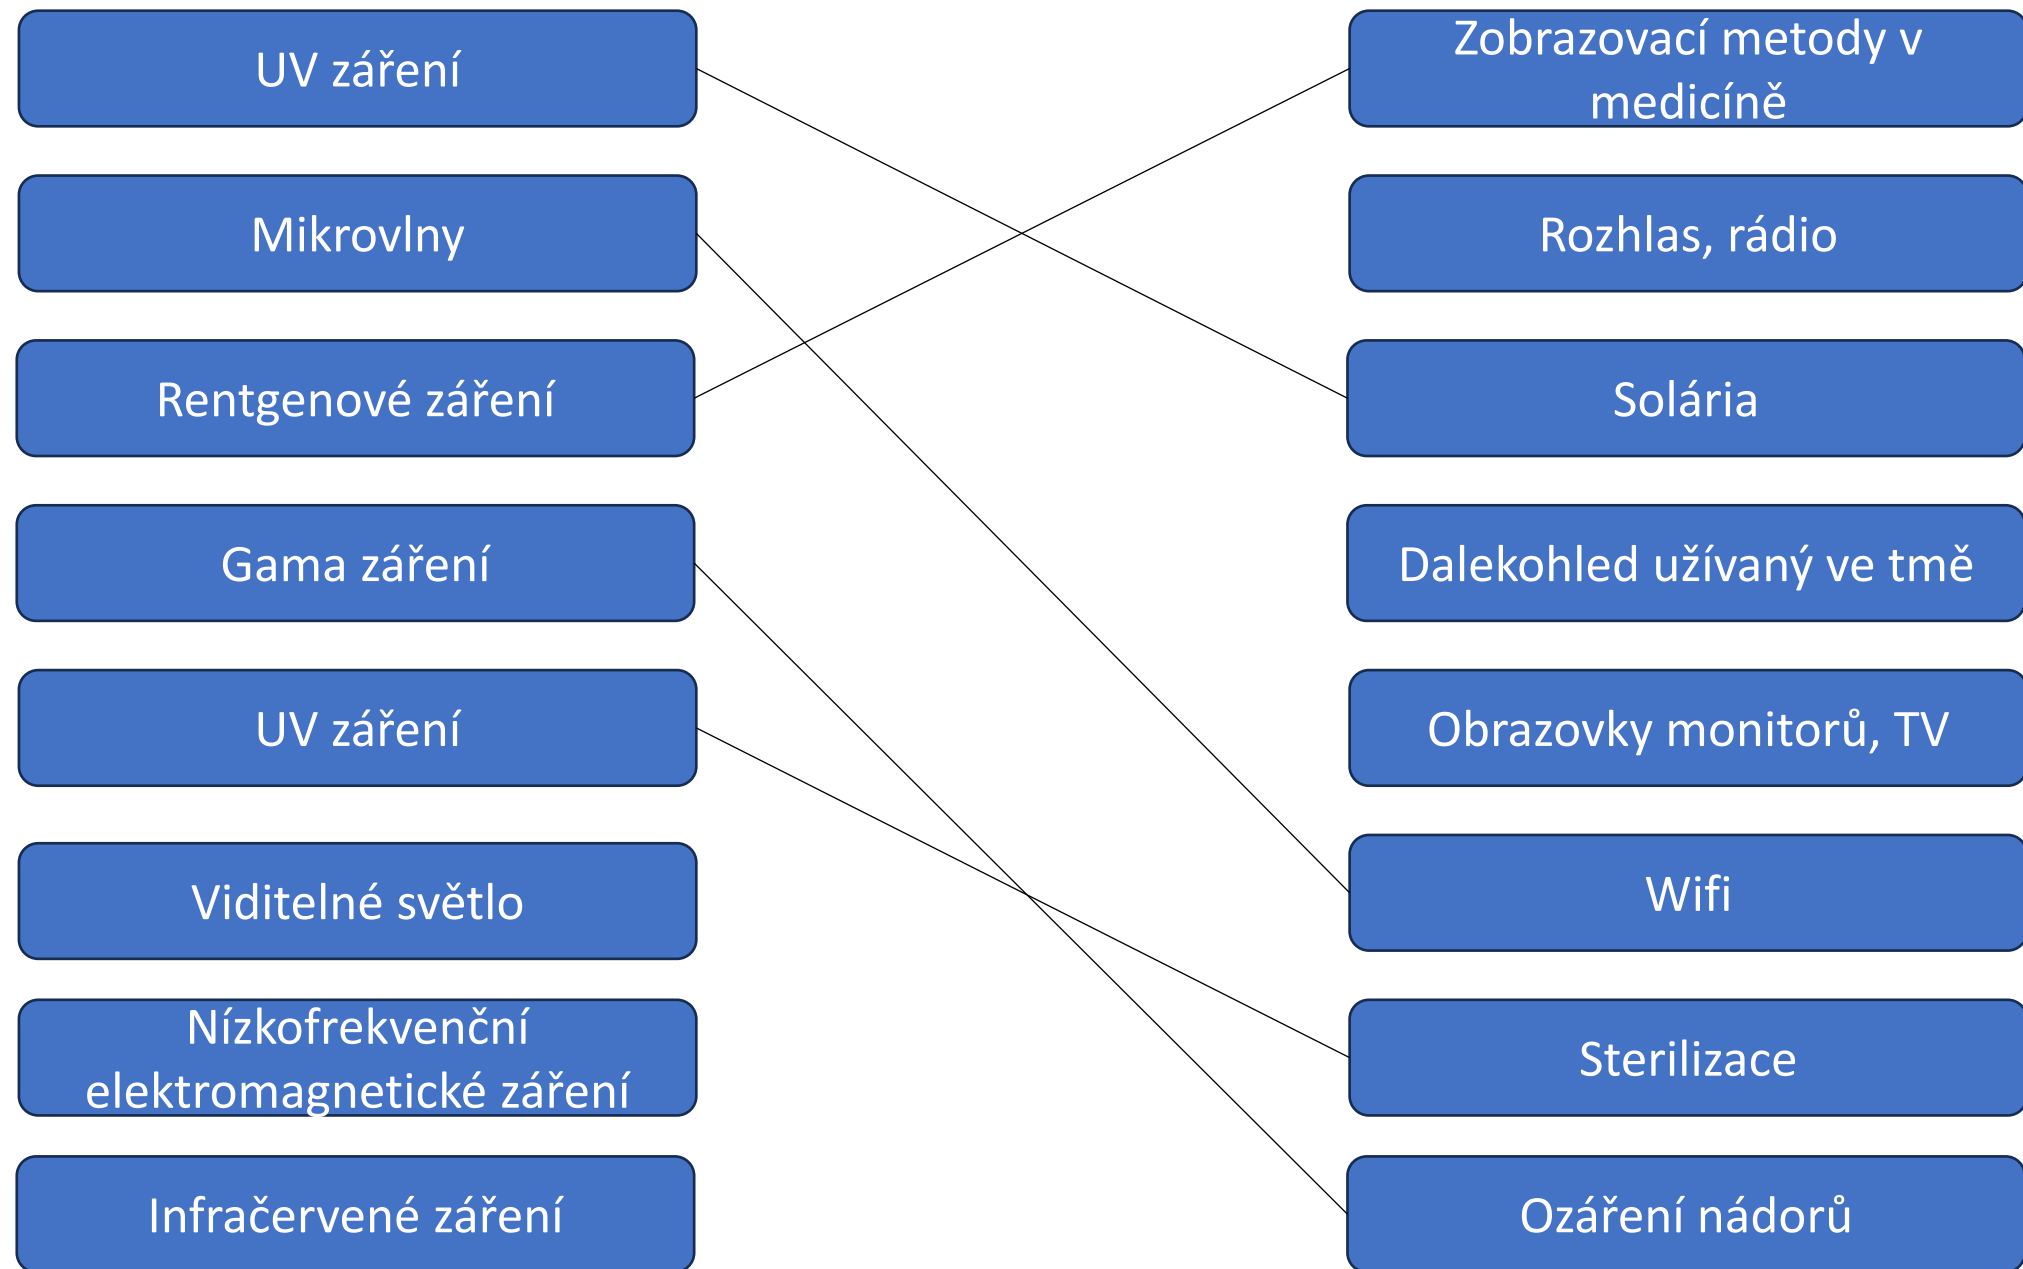 UV záření
Mikrovlny
Rentgenové záření
Gama záření
UV záření
Viditelné světlo
Nízkofrekvenční
elektromagnetické záření
Infračervené záření
Zobrazovací metody v
medicíně
Rozhlas, rádio
Solária
Dalekohled užívaný ve tmě
Obrazovky monitorů, TV
Wifi
Sterilizace
Ozáření nádorů